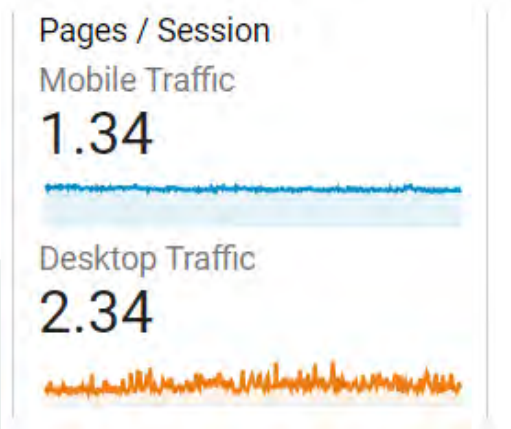 Pages / Session
Mobile Traffic
1.34
Desktop Traffic
2.34